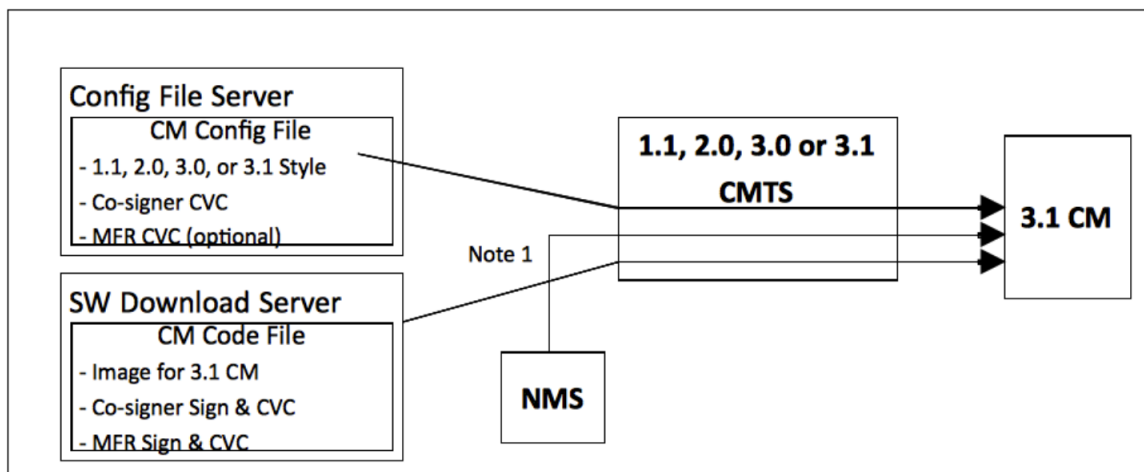 Config File Server
CM Config File
- 1.1, 2.0, 3.0, or 3.1 Style
- Co-signer CVC
- MFR CVC (optional)
SW Download Server
CM Code File
- Image for 3.1 CM
- Co-signer Sign & CVC
- MFR Sign & CVC
Note 1
NMS
1.1, 2.0, 3.0 or 3.1
CMTS
3.1 CM